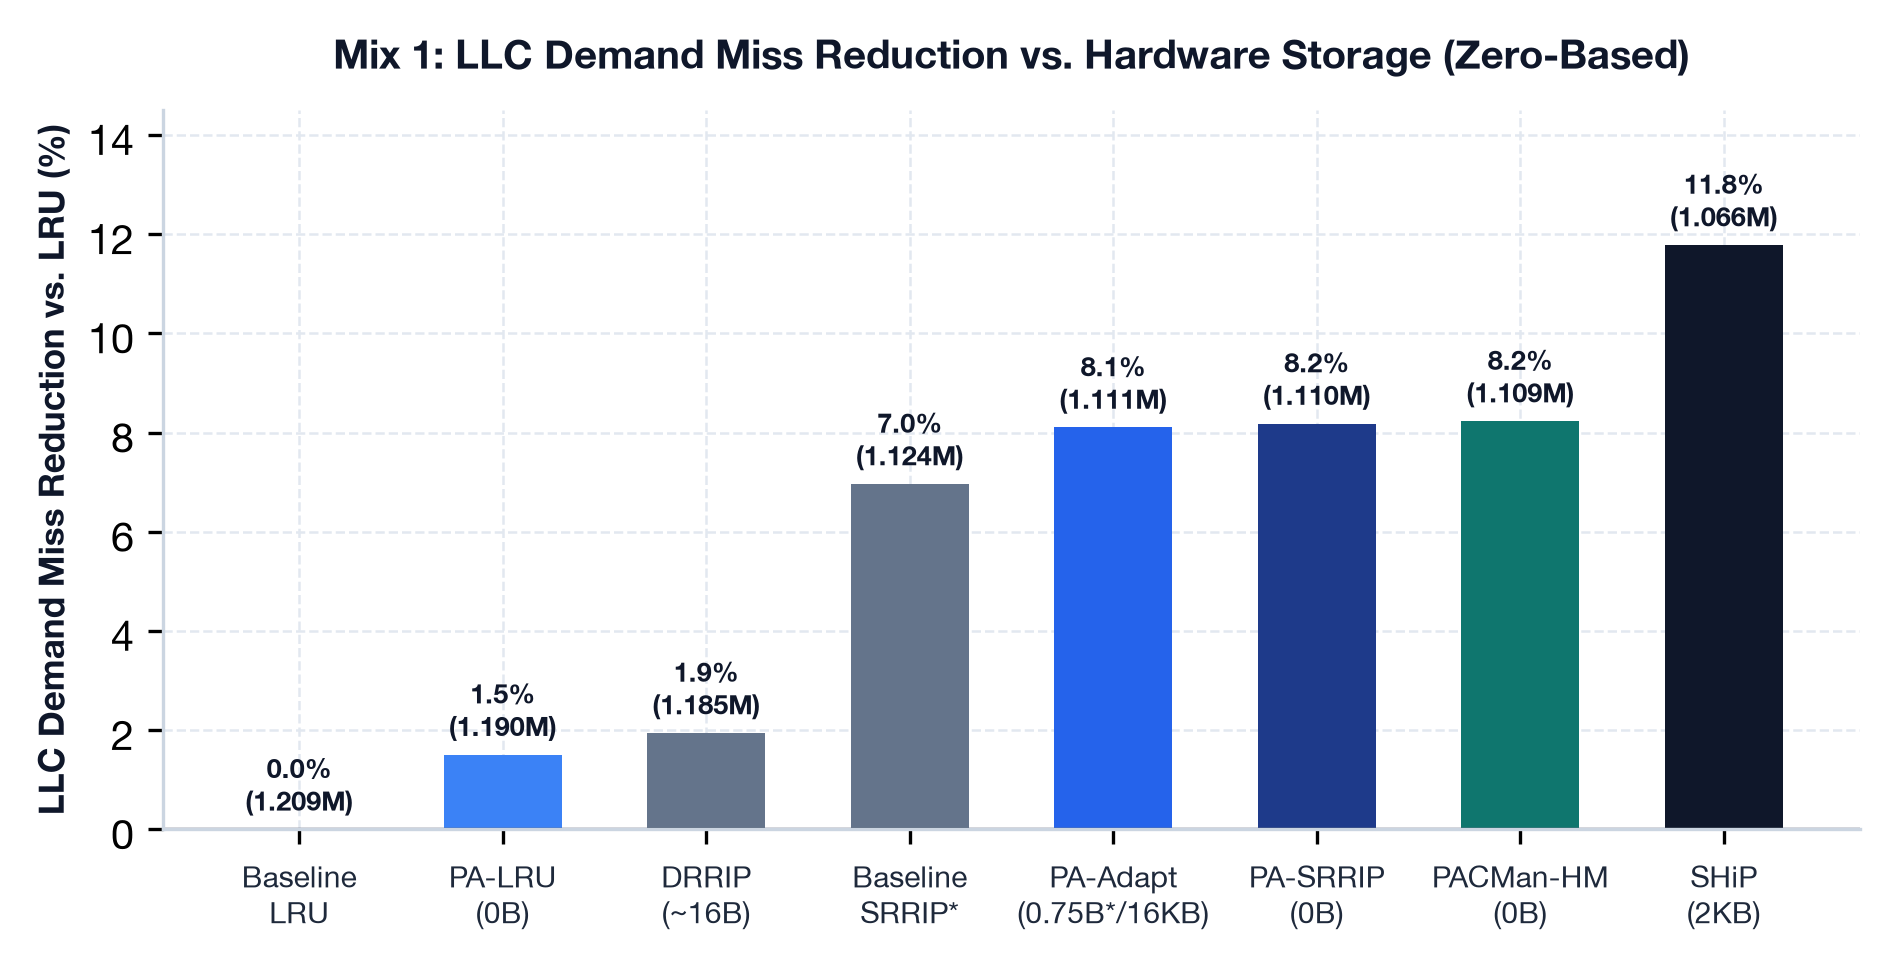 Mix 1: LLC Demand Miss Reduction vs. Hardware Storage (Zero-Based)
LLC Demand Miss Reduction vs. LRU (%)
14
12
10
8
6
4
2
0
0.0%
(1.209M)
1.5%
(1.190M)
1.9%
(1.185M)
7.0%
(1.124M)
8.1%
(1.111M)
8.2%
(1.110M)
8.2%
(1.109M)
11.8%
(1.066M)
Baseline
LRU
PA-LRU
(0B)
DRRIP
(~16B)
Baseline
SRRIP*
PA-Adapt
(0.75B*/16KB)
PA-SRRIP
(0B)
PACMan-HM
(0B)
SHiP
(2KB)